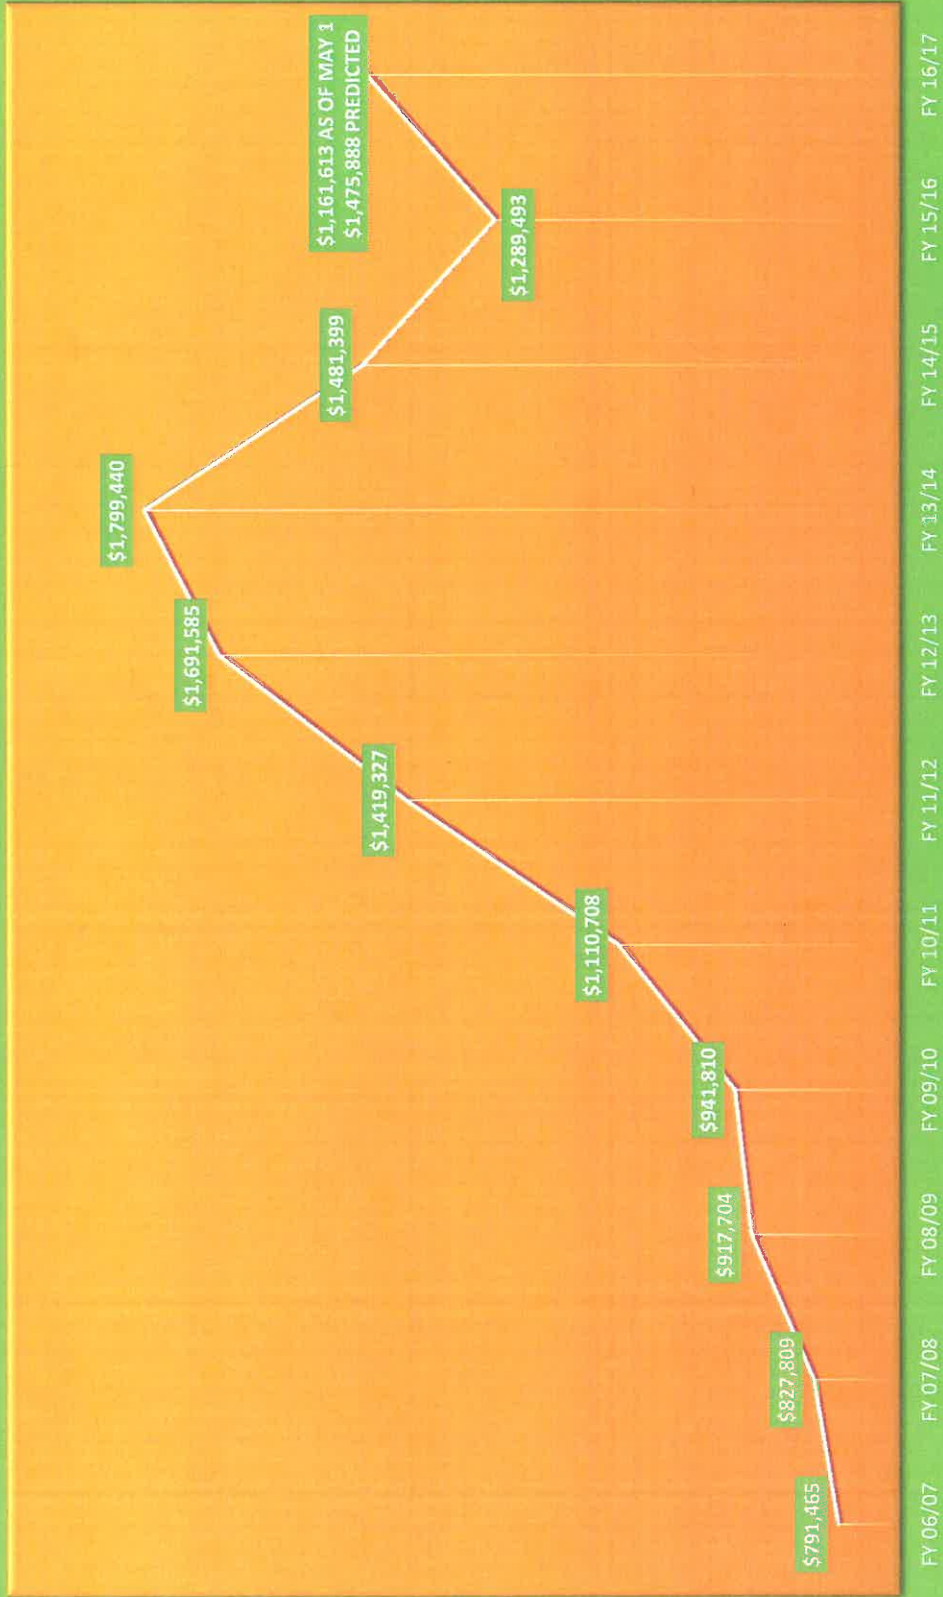 $791,465
$827,809
$917,704
$941,810
$1,110,708
$1,419,327
$1,691,585
$1,799,440
$1,481,399
$1,289,493
$1,161,613 AS OF MAY 1
$1,475,888 PREDICTED
FY 06/07
FY 07/08
FY 08/09
FY 09/10
FY 10/11
FY 11/12
FY 12/13
FY 13/14
FY 14/15
FY 15/16
FY 16/17